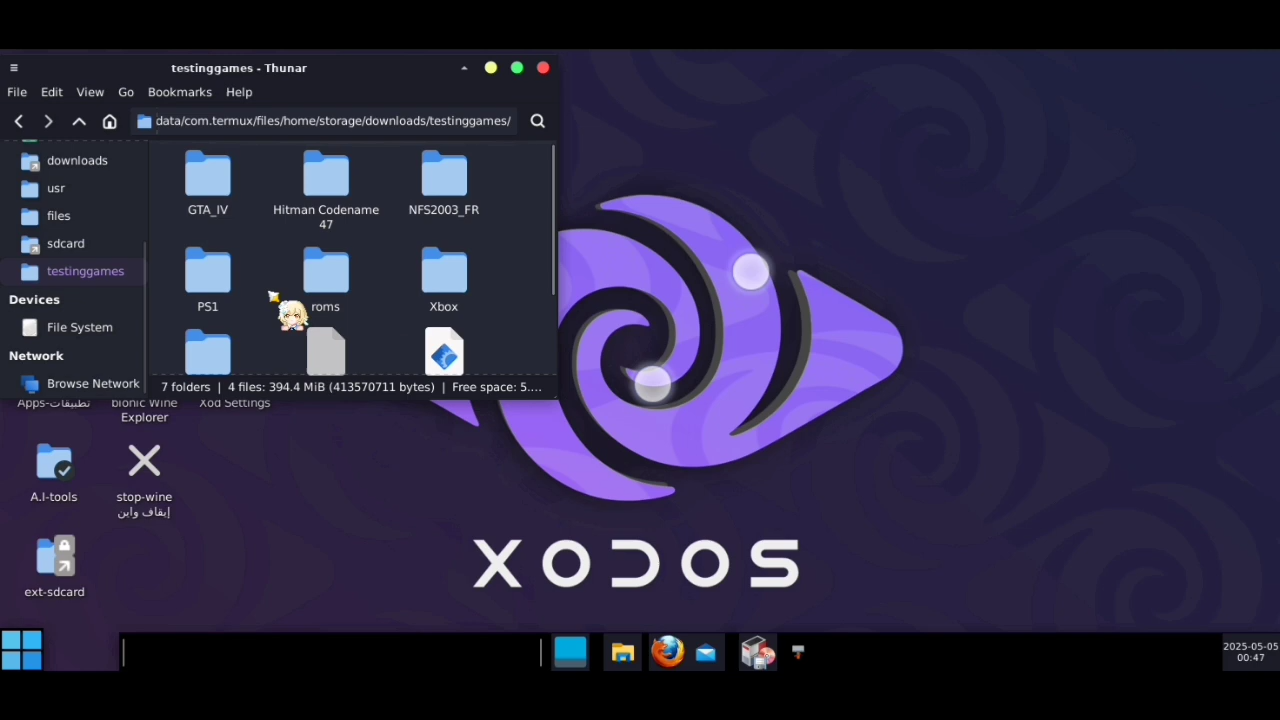 testinggames - Thunar
File Edit View Go Bookmarks Help
data/com.termux/files/home/storage/downloads/testinggames/
downloads
usr
files
sdcard
testinggames
Devices
File System
Network
Browse Network
GTA_IV
Hitman Codename
47
NFS2003_FR
PS1
roms
Xbox
7 folders | 4 files: 394.4 MiB (413570711 bytes) | Free space: 5....
Apps-تطبيقات
bionic Wine
Explorer
Xod Settings
A.I-tools
stop-wine
إيقاف واين
ext-sdcard
XODOS
2025-05-05
00:47